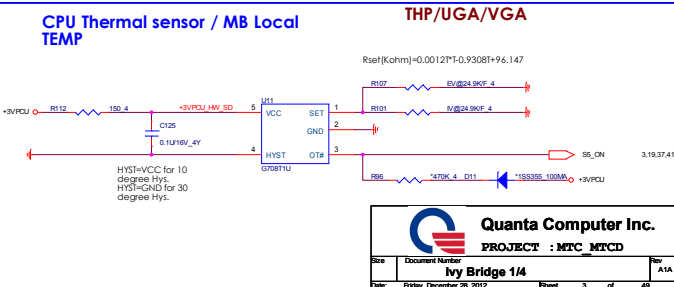 CPU Thermal sensor / MB Local
TEMP
THP/UGA/VGA
Rset(Kohm)=0.0012T*T-0.9308T+96.147
+3VPCU
R112
150_4
+3VPCU_HW_SD
C125
0.1U/16V_4Y
HYST=VCC for 10
degree Hys.
HYST=GND for 30
degree Hys.
U11
5
VCC
SET
1
GND
2
4
HYST
OT#
3
G708T1U
R107
EV@24.9K/F_4
R101
IV@24.9K/F_4
S5_ON
3,19,37,41
R96
*470K_4
D11
*1SS355_100MA
+3VPCU
Quanta Computer Inc.
PROJECT : MTC_MTCD
Size
Document Number
Rev
Ivy Bridge 1/4
A1A
Date:
Friday, December 28, 2012
Sheet
3
of
49